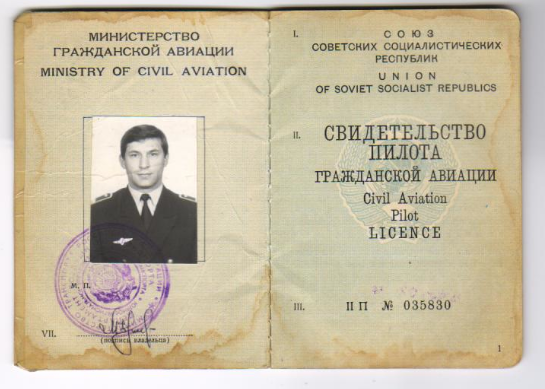 МИНИСТЕРСТВО
ГРАЖДАНСКОЙ АВИАЦИИ
MINISTRY OF CIVIL AVIATION
М. П.
VII.
(подпись владельца)
I.
СОЮЗ
СОВЕТСКИХ СОЦИАЛИСТИЧЕСКИХ
РЕСПУБЛИК
UNION
OF SOVIET SOCIALIST REPUBLICS
II.
СВИДЕТЕЛЬСТВО
ПИЛОТА
ГРАЖДАНСКОЙ АВИАЦИИ
Civil Aviation
Pilot
LICENCE
III.
II П № 035830
1